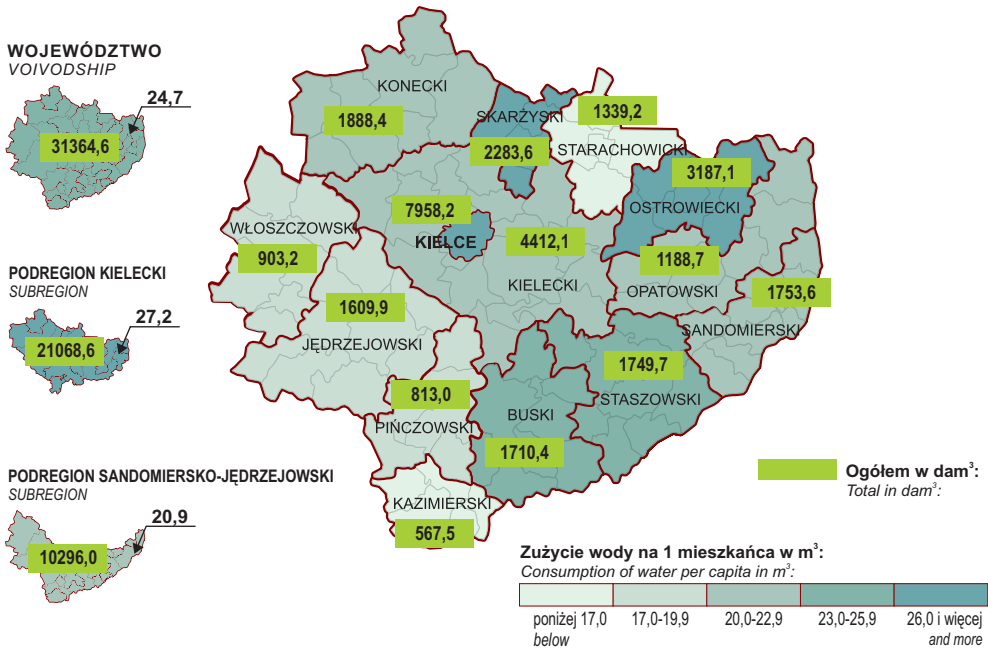 WOJEWÓDZTWO
VOIVODSHIP
24,7
31364,6
PODREGION KIELECKI
SUBREGION
27,2
21068,6
PODREGION SANDOMIERSKO-JĘDRZEJOWSKI
SUBREGION
20,9
10296,0
KONECKI
1888,4
SKARŻYSKI
2283,6
1339,2
STARACHOWICKI
3187,1
OSTROWIECKI
7958,2
KIELCE
4412,1
KIELECKI
WŁOSZCZOWSKI
903,2
1188,7
OPATOWSKI
1753,6
SANDOMIERSKI
1609,9
JĘDRZEJOWSKI
1749,7
STASZOWSKI
813,0
PIŃCZOWSKI
BUSKI
1710,4
KAZIMIERSKI
567,5
Ogółem w dam³:
Total in dam³:
Zużycie wody na 1 mieszkańca w m³:
Consumption of water per capita in m³:
poniżej 17,0 17,0-19,9 20,0-22,9 23,0-25,9 26,0 i więcej
below and more